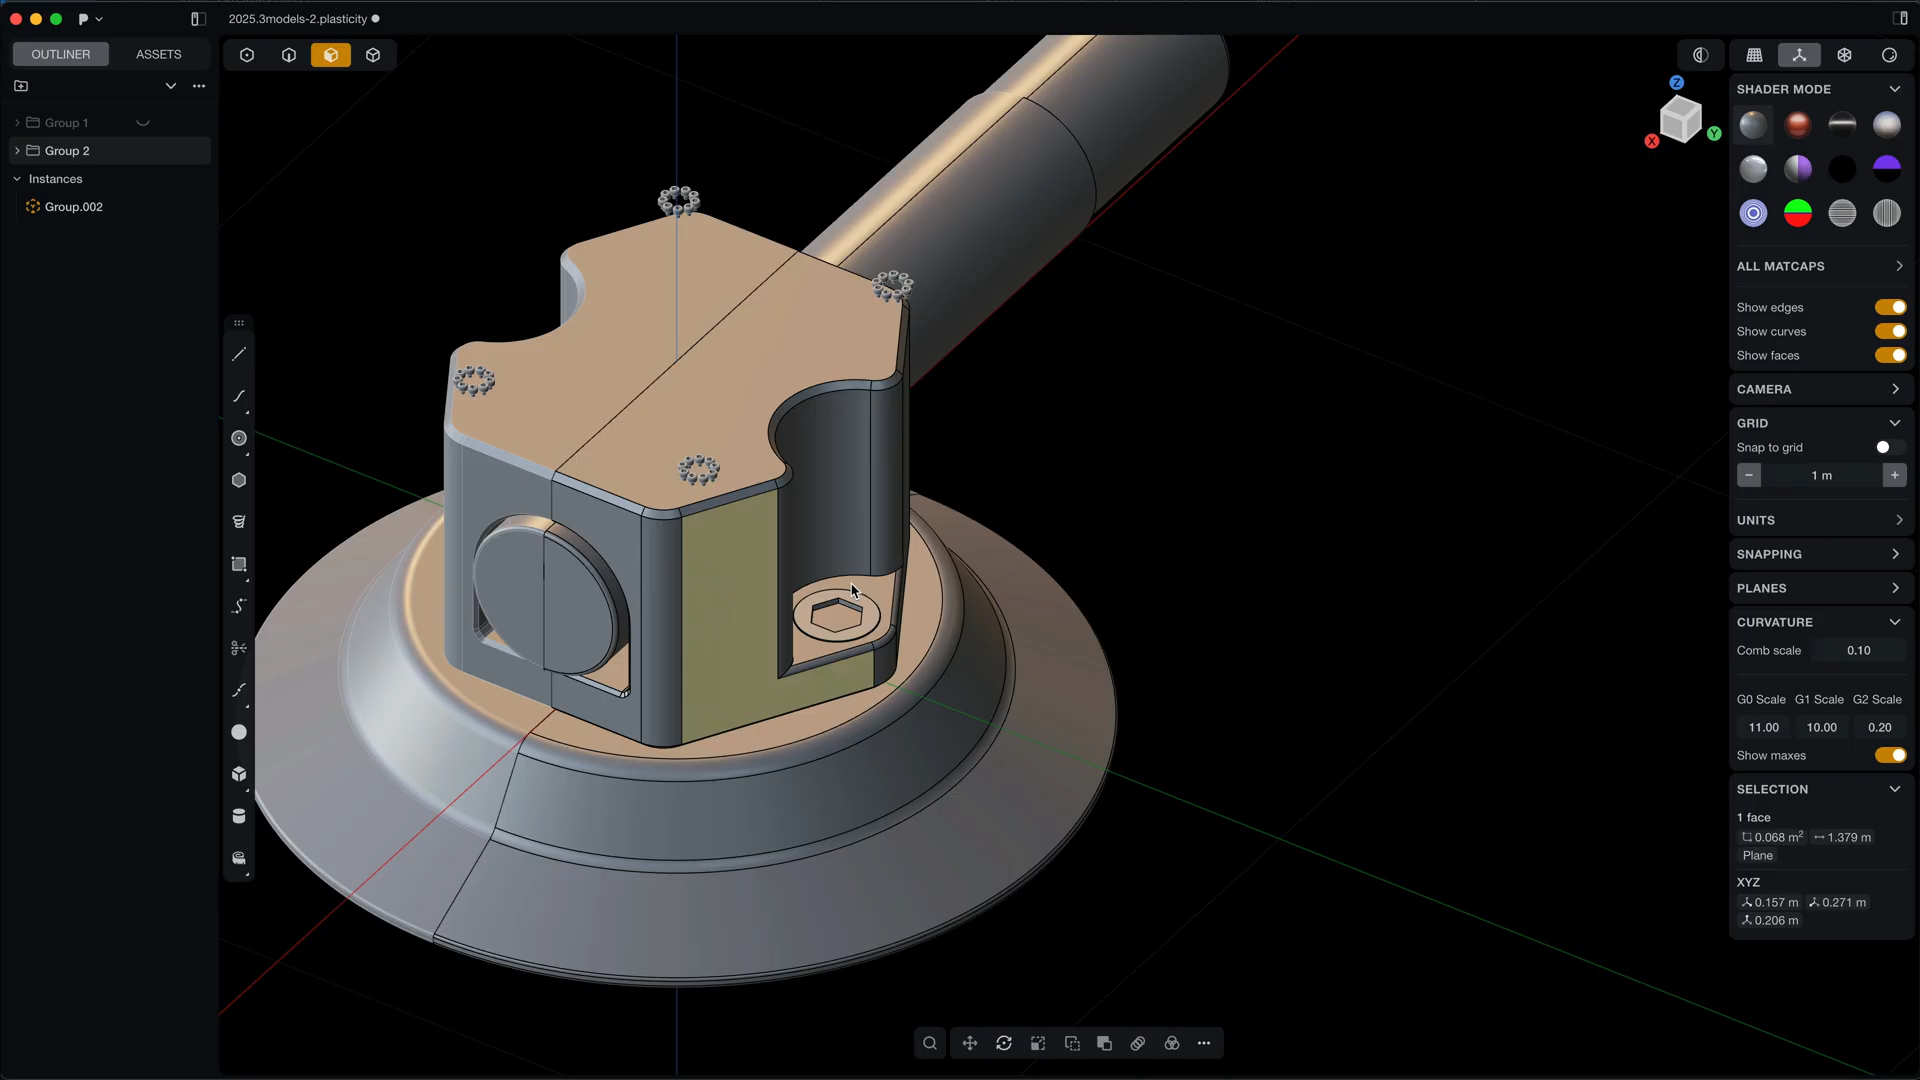 2025.3models-2.plasticity
OUTLINER
ASSETS
Group 1
Group 2
Instances
Group.002
Z
X
Y
SHADER MODE
ALL MATCAPS
Show edges
Show curves
Show faces
CAMERA
GRID
Snap to grid
− 1 m +
UNITS
SNAPPING
PLANES
CURVATURE
Comb scale 0.10
G0 Scale G1 Scale G2 Scale
11.00 10.00 0.20
Show maxes
SELECTION
1 face
0.068 m² 1.379 m
Plane
XYZ
0.157 m 0.271 m
0.206 m